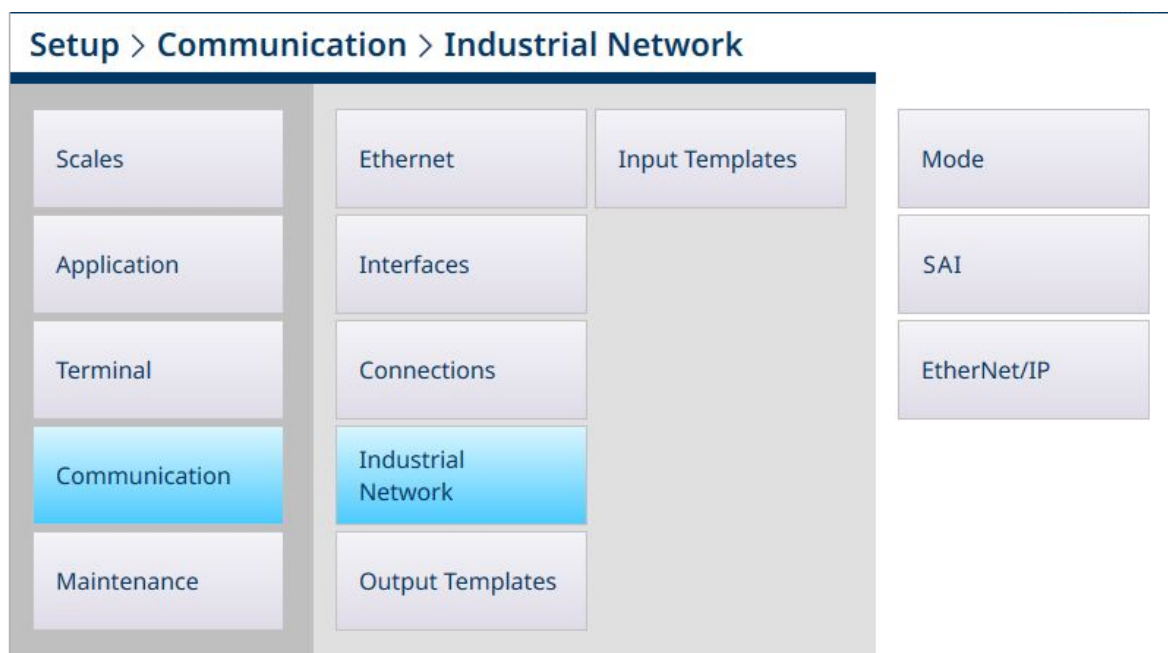 Setup > Communication > Industrial Network
Scales
Application
Terminal
Communication
Maintenance
Ethernet
Interfaces
Connections
Industrial
Network
Output Templates
Input Templates
Mode
SAI
EtherNet/IP